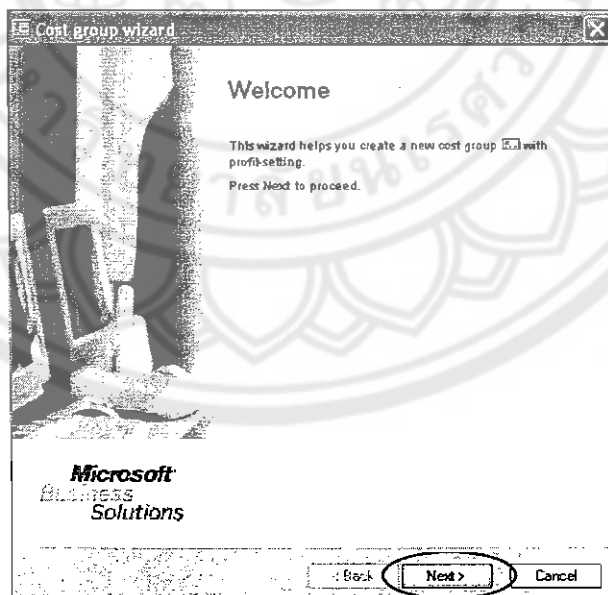 Cost group wizard
Welcome
This wizard helps you create a new cost group with
profit-setting.
Press Next to proceed.
Microsoft
Business
Solutions
< Back Next > Cancel